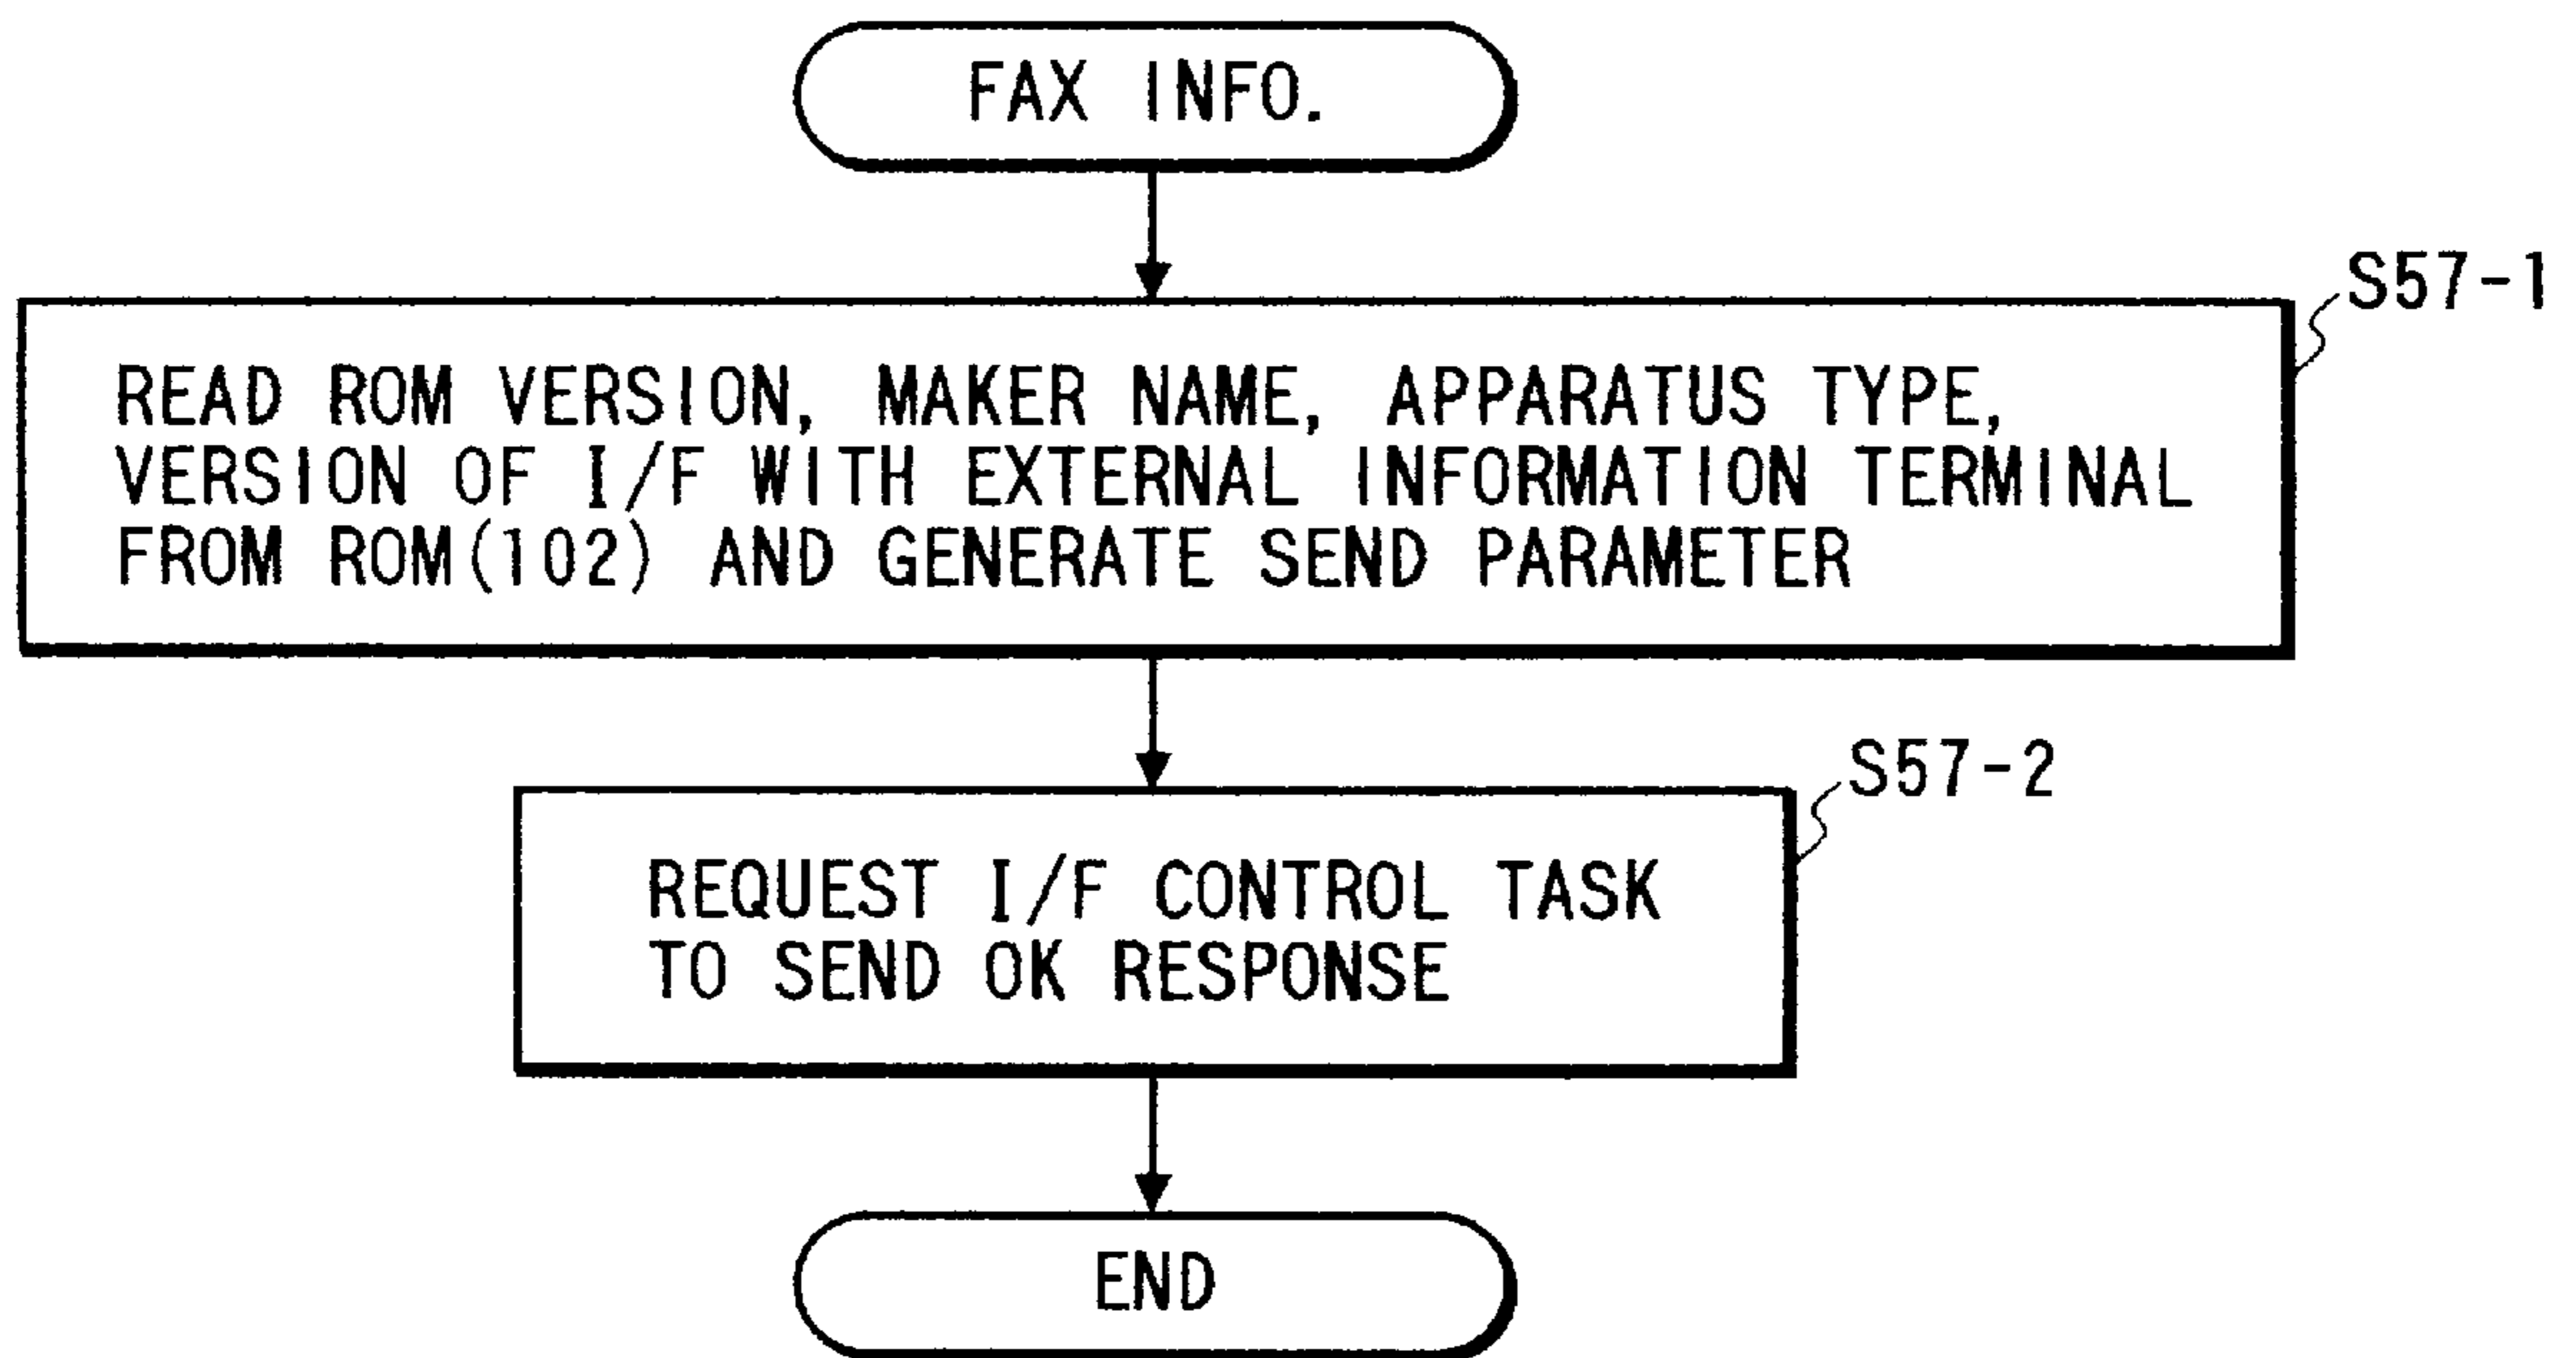 FAX INFO.
S57-1
READ ROM VERSION, MAKER NAME, APPARATUS TYPE,
VERSION OF I/F WITH EXTERNAL INFORMATION TERMINAL
FROM ROM(102) AND GENERATE SEND PARAMETER
S57-2
REQUEST I/F CONTROL TASK
TO SEND OK RESPONSE
END